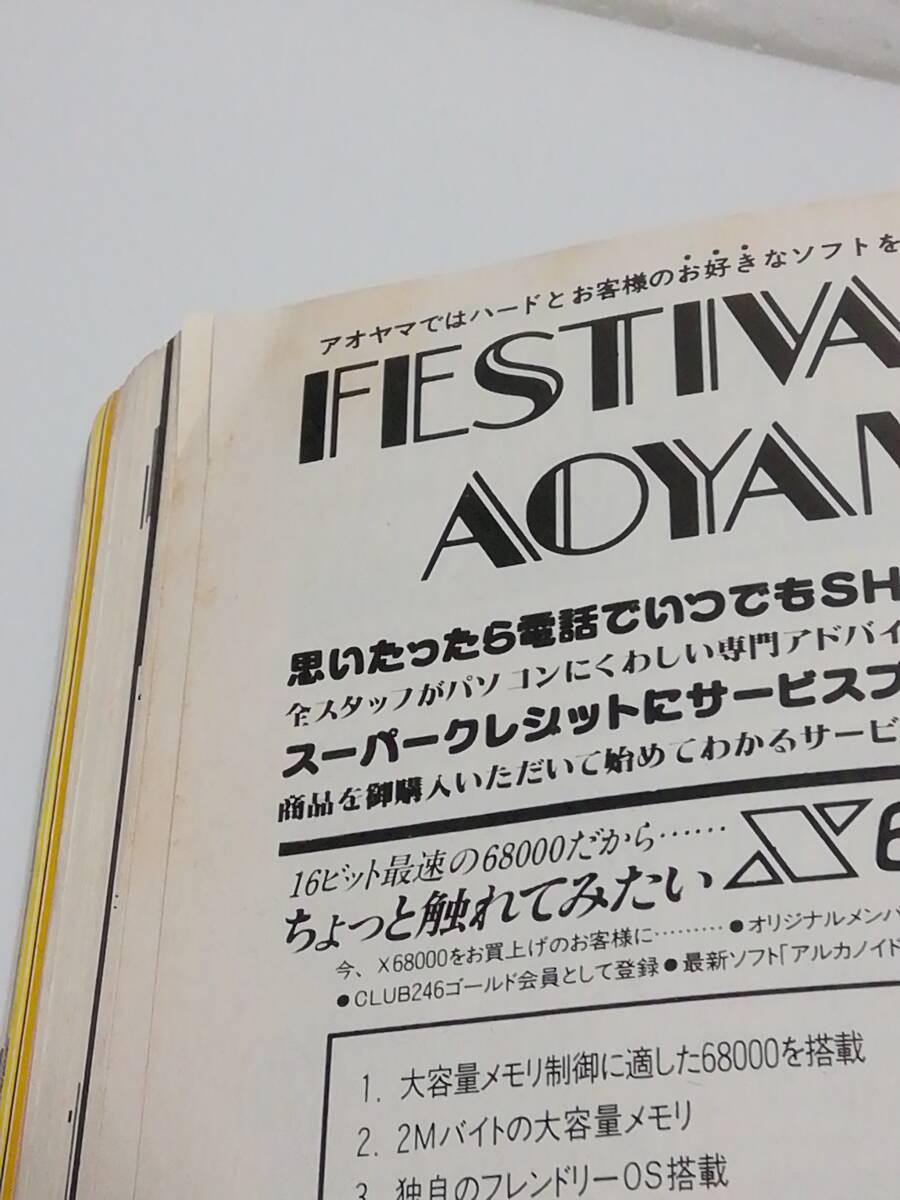 アオヤマではハードとお客様のお好きなソフトを
FESTIVA
AOYA
思いたったら電話でいつでもSH
全スタッフがパソコンにくわしい専門アドバイ
スーパークレジットにサービスプ
商品を御購入いただいて始めてわかるサービ
16ビット最速の68000だから……
ちょっと触れてみたい X6
今、X68000をお買上げのお客様に……… ●オリジナルメンバ
●CLUB246ゴールド会員として登録●最新ソフト「アルカノイド
1. 大容量メモリ制御に適した68000を搭載
2. 2Mバイトの大容量メモリ
3. 独自のフレンドリーOS搭載